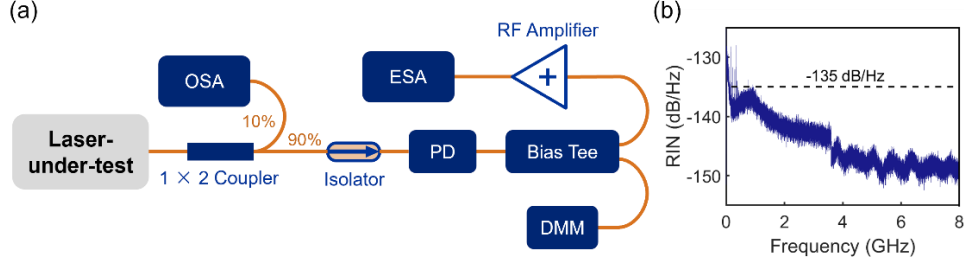 (a)
OSA
10%
Laser-
under-test
1 × 2 Coupler
90%
Isolator
PD
Bias Tee
ESA
RF Amplifier
+
DMM
(b)
-135 dB/Hz
RIN (dB/Hz)
-130
-140
-150
0
2
4
6
8
Frequency (GHz)